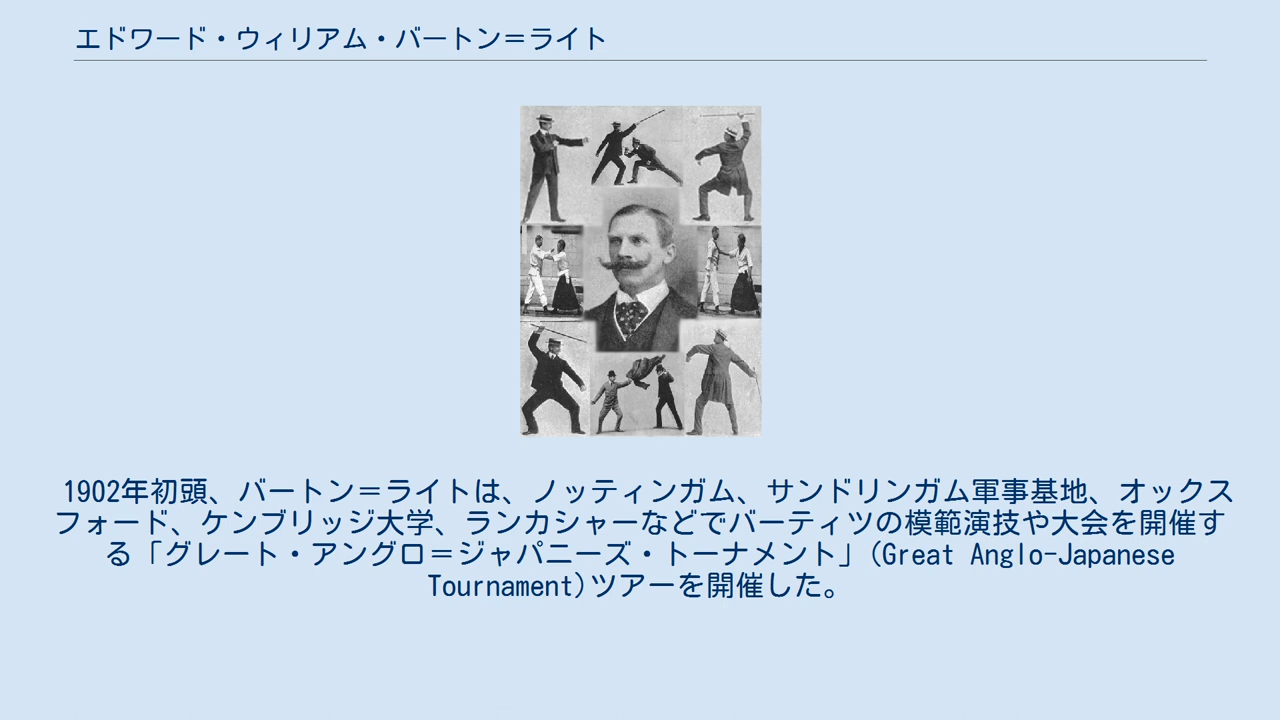 エドワード・ウィリアム・バートン＝ライト
1902年初頭、バートン＝ライトは、ノッティンガム、サンドリンガム軍事基地、オックス
フォード、ケンブリッジ大学、ランカシャーなどでバーティツの模範演技や大会を開催す
る「グレート・アングロ＝ジャパニーズ・トーナメント」(Great Anglo-Japanese
Tournament)ツアーを開催した。